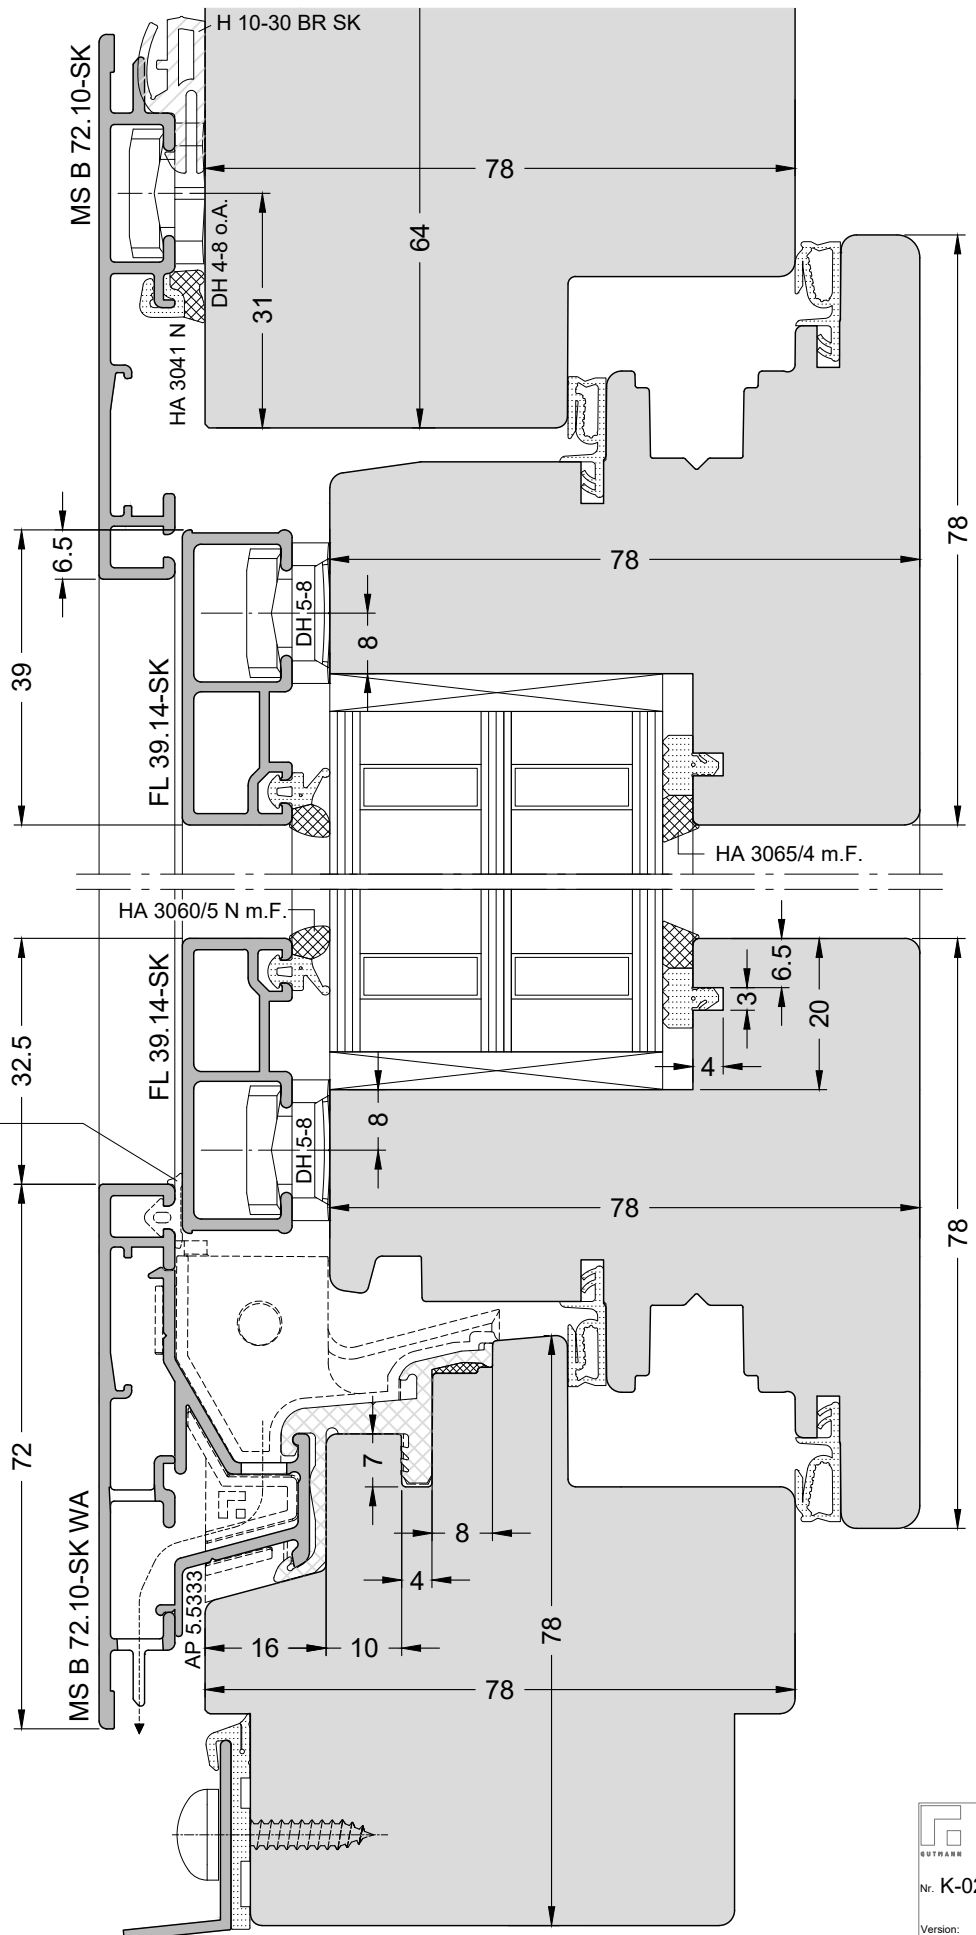 H 10-30 BR SK
MS B 72.10-SK
78
64
DH 4-8 o.A.
31
HA 3041 N
78
6.5
78
DH 5-8
8
39
FL 39.14-SK
HA 3065/4 m.F.
HA 3060/5 N m.F.
6.5
3
20
4
32.5
FL 39.14-SK
8
DH 5-8
78
78
72
7
8
4
MS B 72.10-SK WA
AP 5.5333
16
10
78
78
GUTMANN
Nr. K-02
Version: